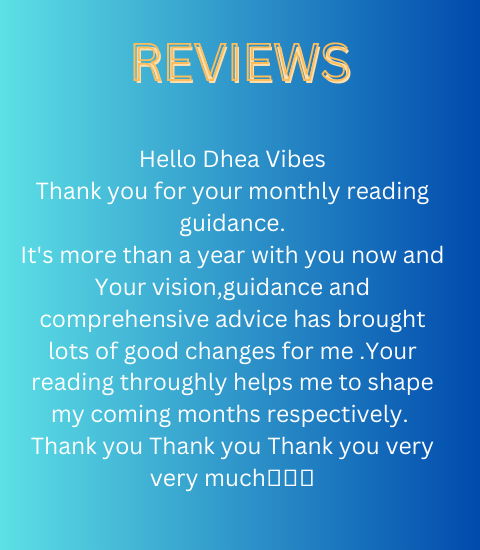 REVIEWS
Hello Dhea Vibes
Thank you for your monthly reading
guidance.
It's more than a year with you now and
Your vision,guidance and
comprehensive advice has brought
lots of good changes for me .Your
reading throughly helps me to shape
my coming months respectively.
Thank you Thank you Thank you very
very much▯▯▯